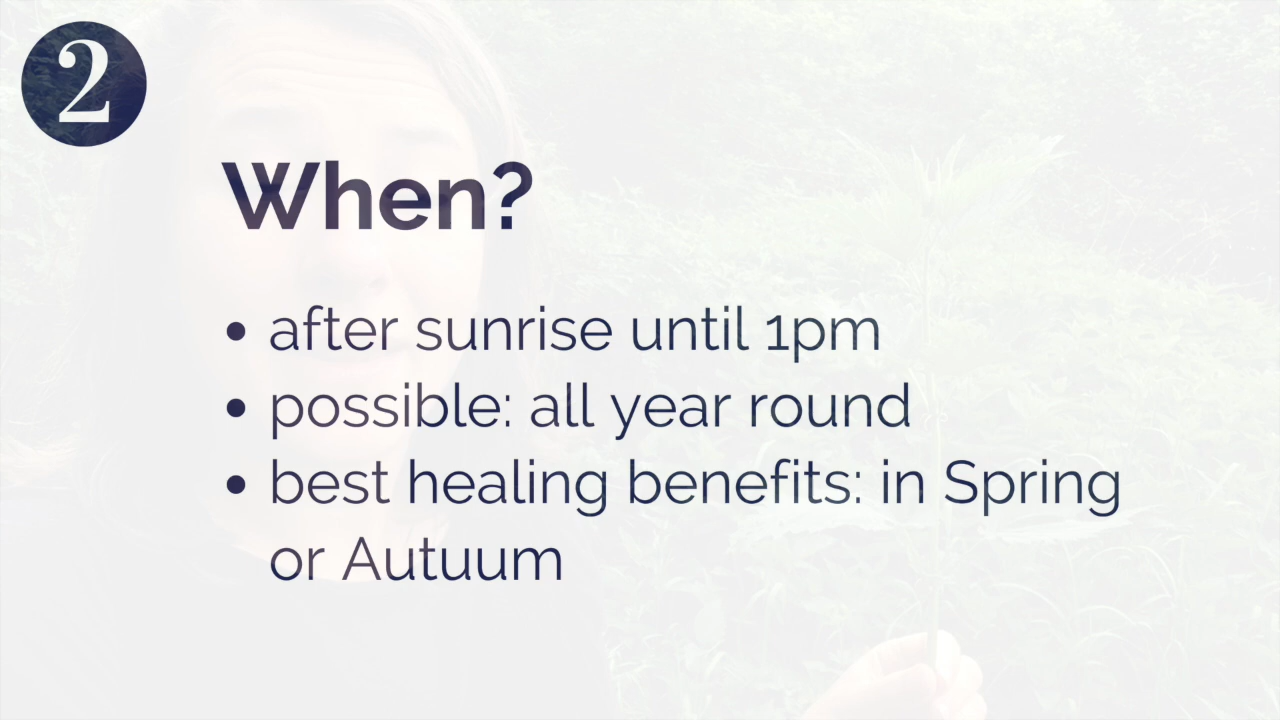 2
When?
• after sunrise until 1pm
• possible: all year round
• best healing benefits: in Spring
or Autuum